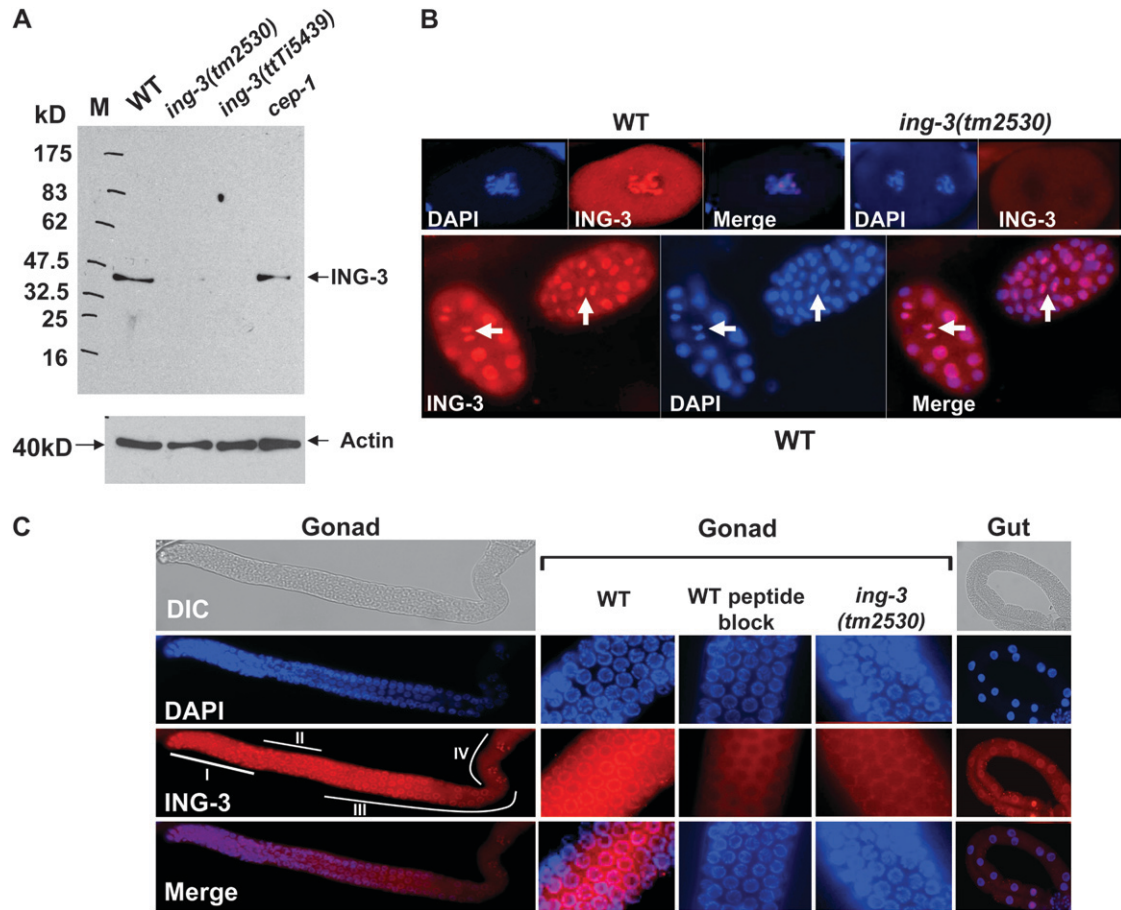 A
kD
M
WT
ing-3(tm2530)
ing-3(ttTi5439)
cep-1
175
83
62
47.5
32.5
25
16
ING-3
40kD
Actin
B
WT
ing-3(tm2530)
DAPI
ING-3
Merge
DAPI
ING-3
ING-3
DAPI
Merge
WT
C
Gonad
Gonad
Gut
DIC
WT
WT peptide
block
ing-3
(tm2530)
DAPI
I
II
III
IV
ING-3
Merge